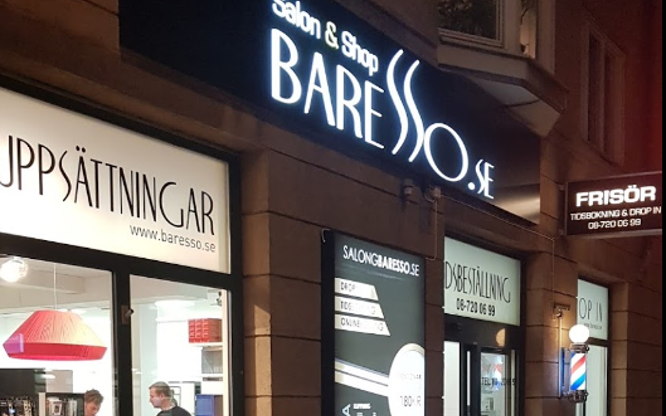 Salon & Shop
BARESSO.SE
UPPSÄTTNINGAR
www.baresso.se
FRISÖR
TIDSBOKNING & DROP IN
08-720 06 99
SALONGBARESSO.SE
DROP
TIDS
ONLINE
DSBESTÄLLNING
08-720 06 99
OP IN